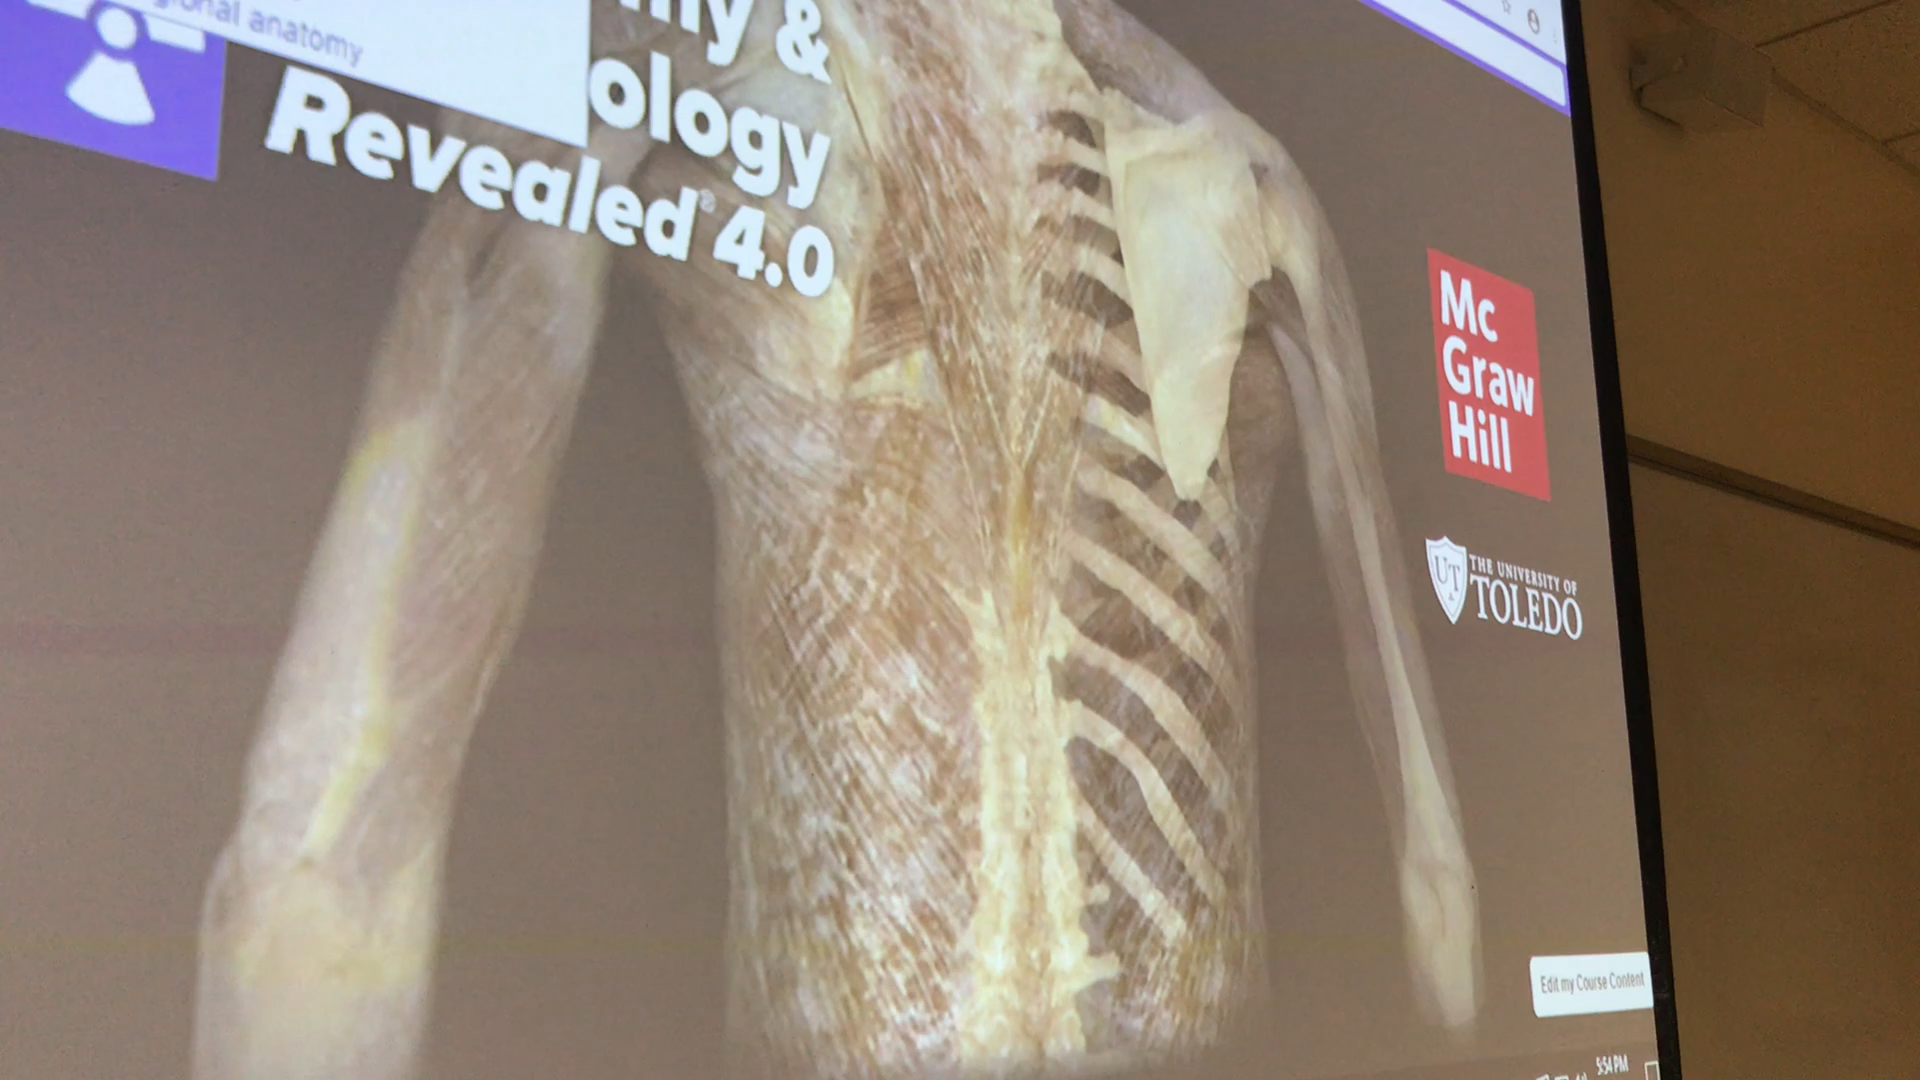 regional anatomy
my &
ology
Revealed® 4.0
Mc
Graw
Hill
UT
THE UNIVERSITY OF
TOLEDO
Edit my Course Content
5:54 PM